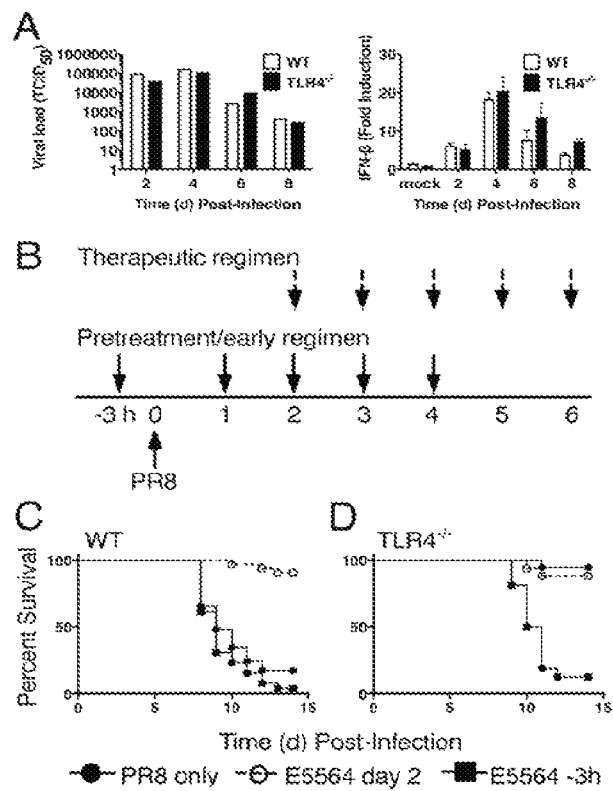 A
Viral load (TCID50)
1000000
100000
10000
1000
100
10
1
WT
TLR4-/-
2 4 6 8
Time (d) Post-Infection
IFN-β (Fold Induction)
30
20
10
0
WT
TLR4-/-
mock 2 4 6 8
Time (d) Post-Infection
B
Therapeutic regimen
Pretreatment/early regimen
-3 h 0 1 2 3 4 5 6
PR8
C
WT
Percent Survival
100
50
0
0 5 10 15
D
TLR4-/-
100
50
0
0 5 10 15
Time (d) Post-Infection
PR8 only E5564 day 2 E5564 -3h